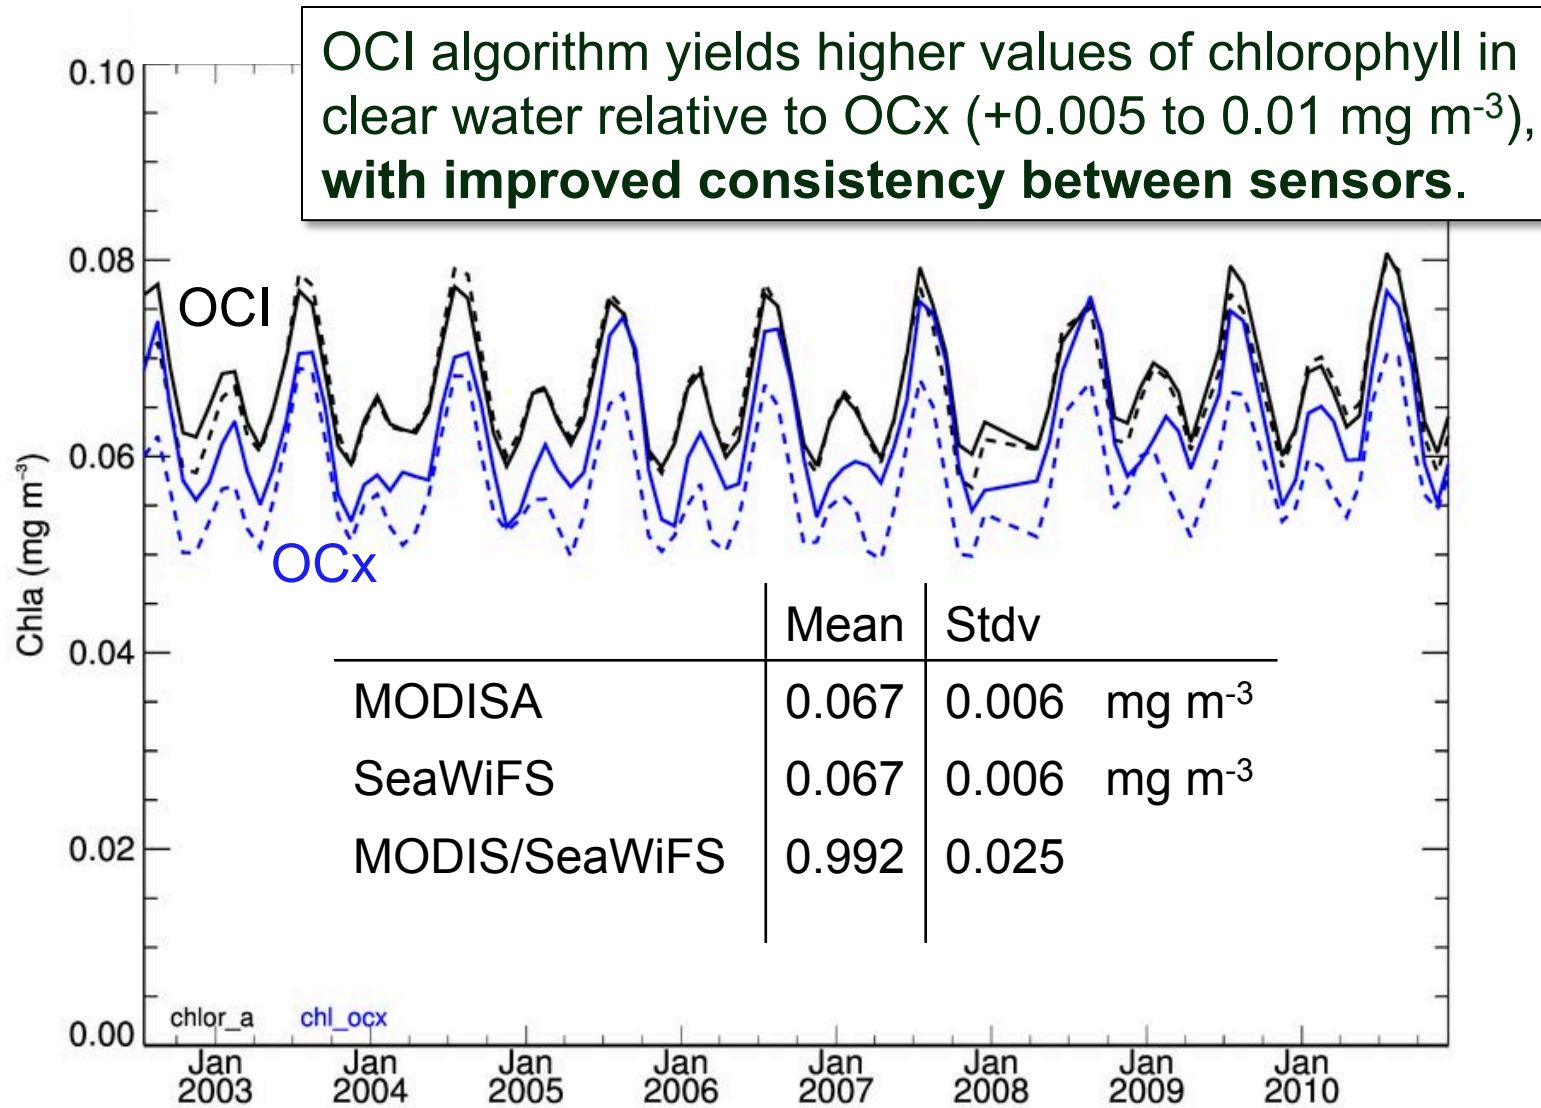 OCI algorithm yields higher values of chlorophyll in
clear water relative to OCx (+0.005 to 0.01 mg m-3),
with improved consistency between sensors.
0.10
0.08
0.06
0.04
0.02
0.00
Chla (mg m-3)
OCI
OCx
Mean Stdv
MODISA 0.067 0.006 mg m-3
SeaWiFS 0.067 0.006 mg m-3
MODIS/SeaWiFS 0.992 0.025
chlor_a chl_ocx
Jan Jan Jan Jan Jan Jan Jan Jan
2003 2004 2005 2006 2007 2008 2009 2010